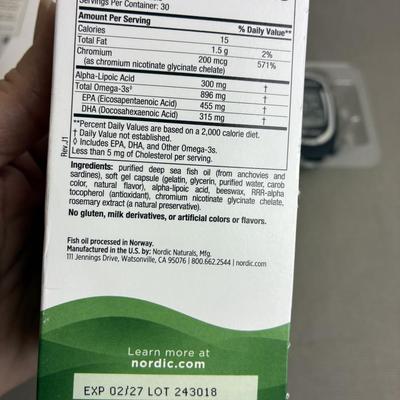 Servings Per Container: 30
Amount Per Serving % Daily Value**
Calories 15
Total Fat 1.5 g 2%
Chromium 200 mcg 571%
(as chromium nicotinate glycinate chelate)
Alpha-Lipoic Acid 300 mg †
Total Omega-3s◊ 896 mg †
EPA (Eicosapentaenoic Acid) 455 mg †
DHA (Docosahexaenoic Acid) 315 mg †
**Percent Daily Values are based on a 2,000 calorie diet.
† Daily Value not established.
◊ Includes EPA, DHA, and Other Omega-3s.
Less than 5 mg of Cholesterol per serving.
Rev.J1
Ingredients: purified deep sea fish oil (from anchovies and
sardines), soft gel capsule (gelatin, glycerin, purified water, carob
color, natural flavor), alpha-lipoic acid, beeswax, RRR-alpha
tocopherol (antioxidant), chromium nicotinate glycinate chelate,
rosemary extract (a natural preservative).
No gluten, milk derivatives, or artificial colors or flavors.
Fish oil processed in Norway.
Manufactured in the U.S. by: Nordic Naturals, Mfg.
111 Jennings Drive, Watsonville, CA 95076 | 800.662.2544 | nordic.com
Learn more at
nordic.com
EXP 02/27 LOT 243018